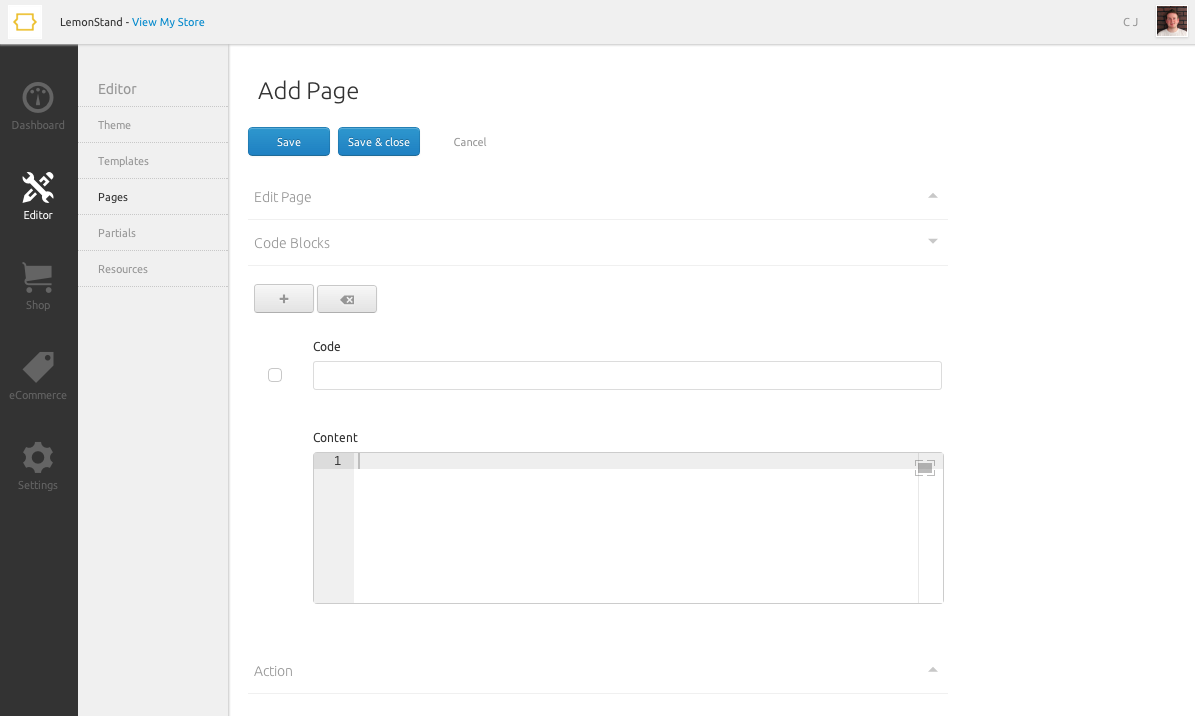 LemonStand - View My Store
C J
Dashboard
Editor
Shop
eCommerce
Settings
Editor
Theme
Templates
Pages
Partials
Resources
Add Page
Save
Save & close
Cancel
Edit Page
Code Blocks
+
Code
Content
1
Action